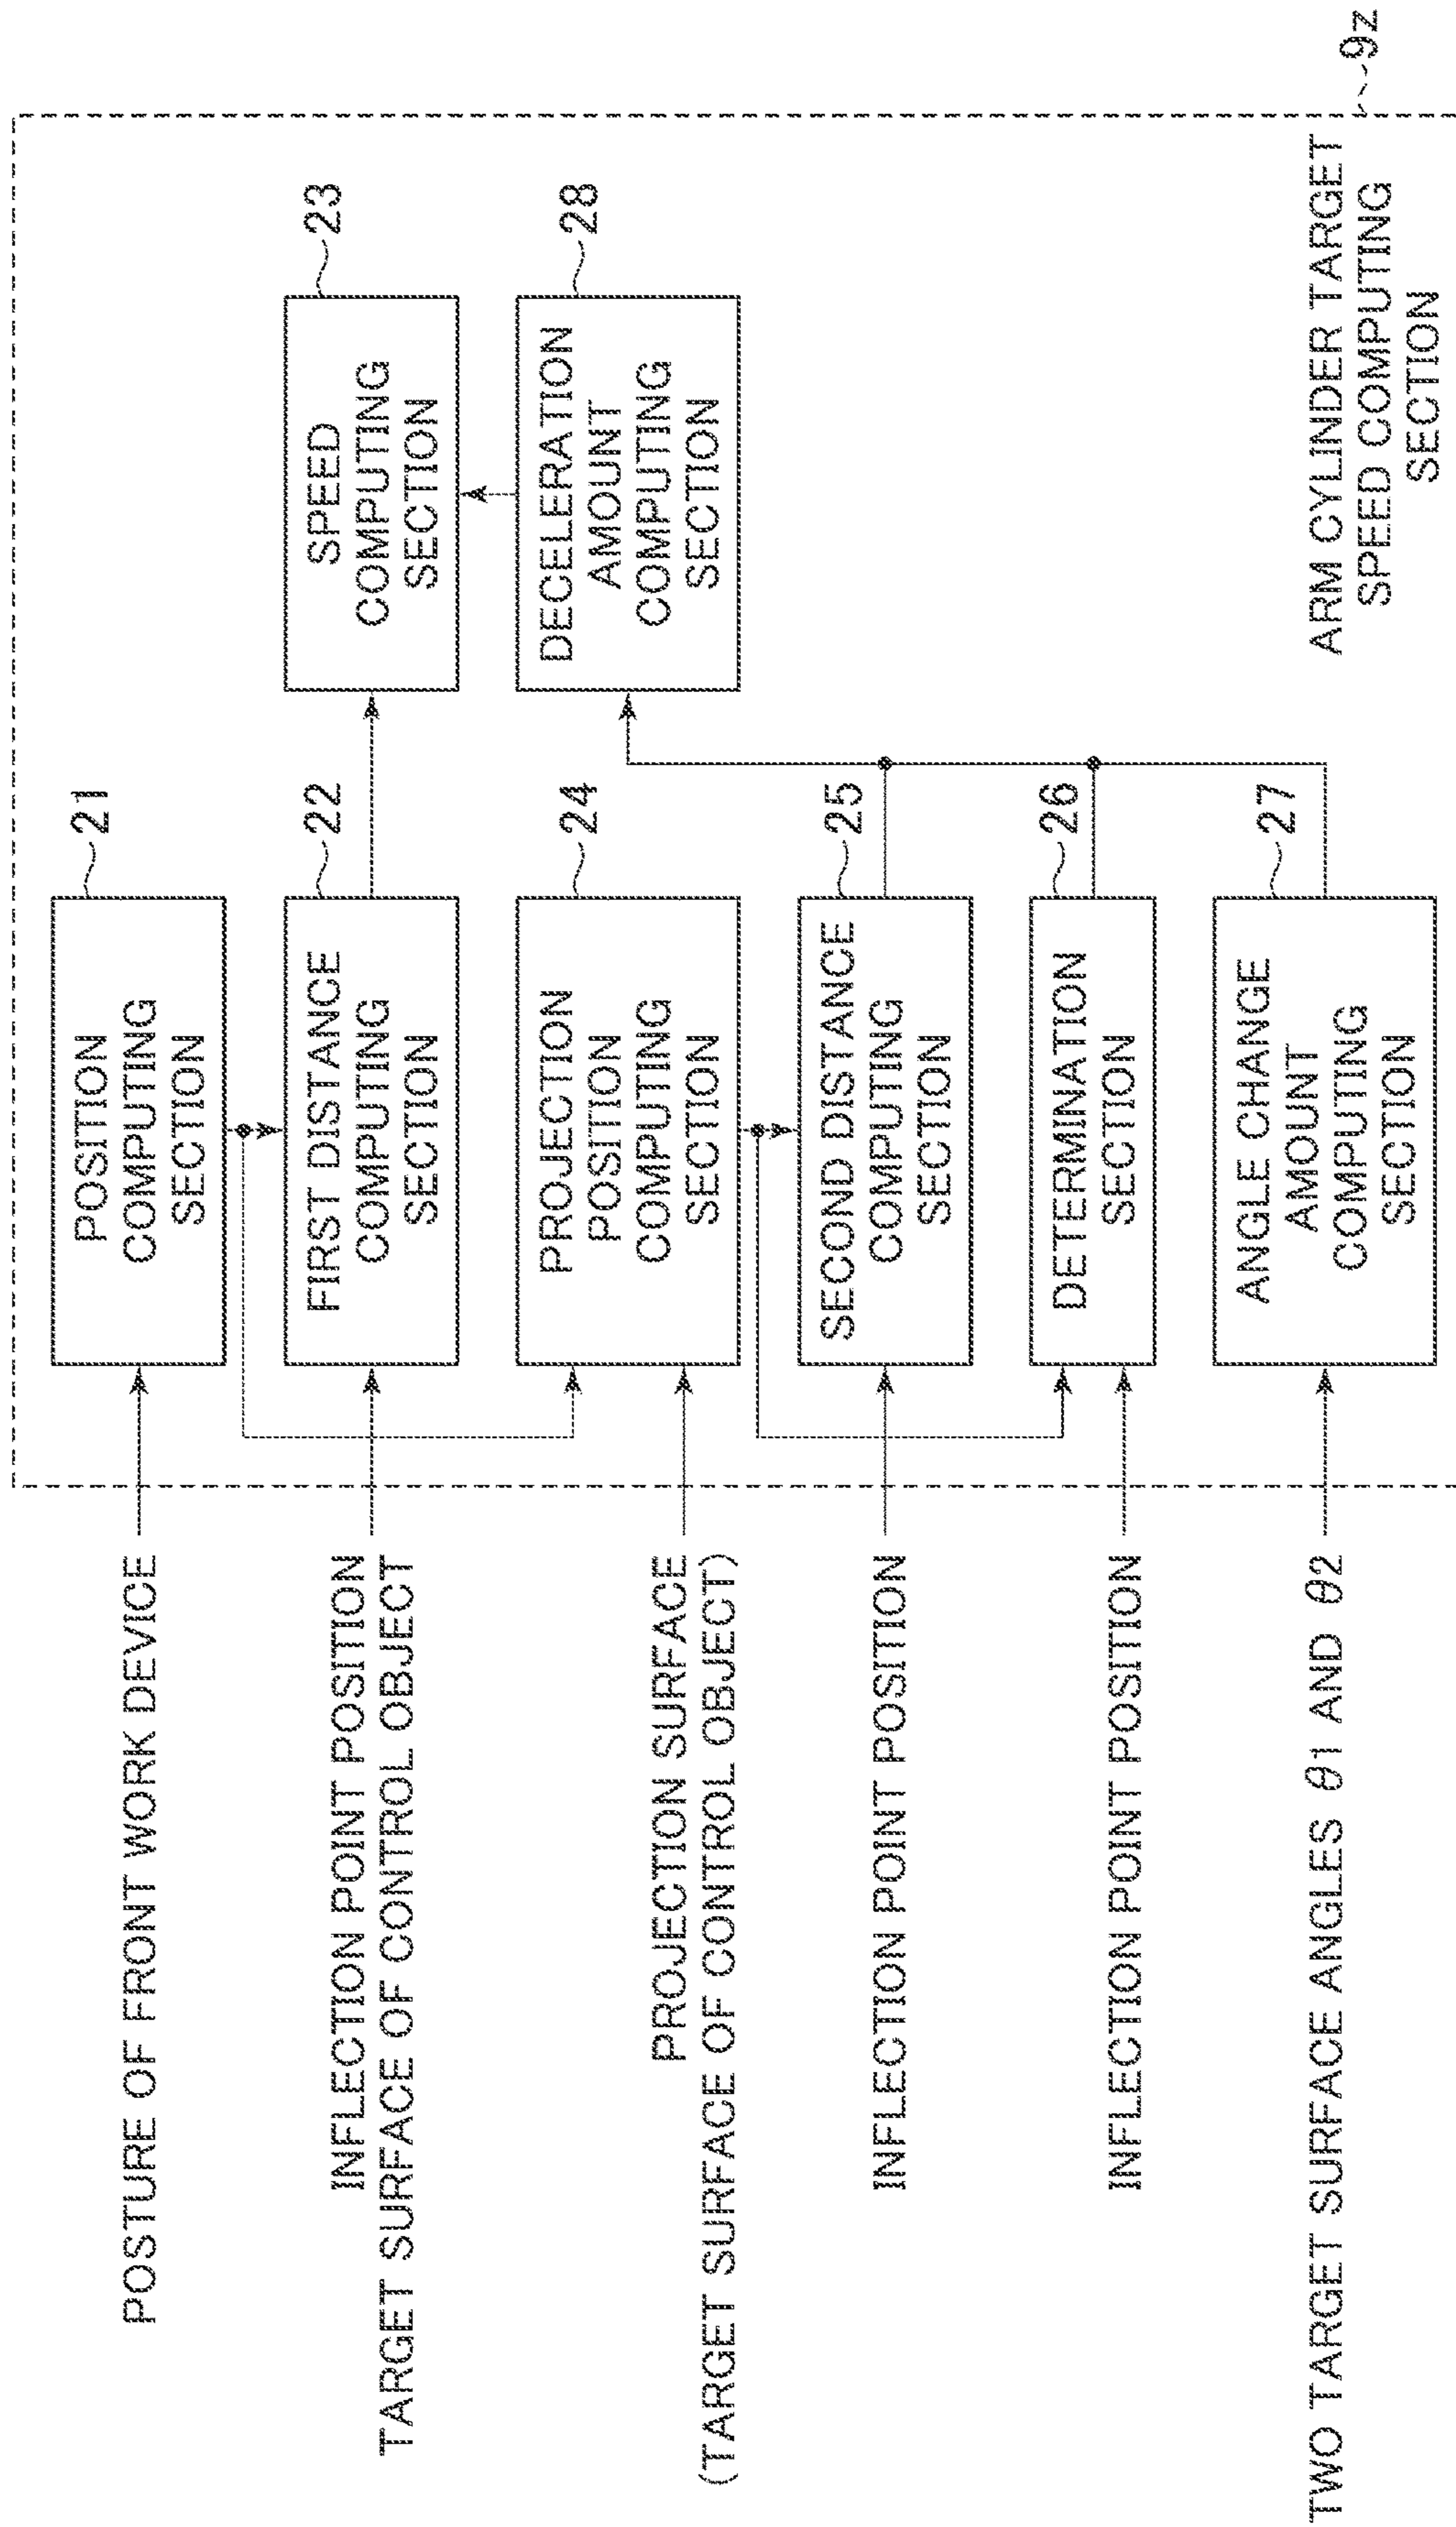 POSTURE OF FRONT WORK DEVICE
INFLECTION POINT POSITION
TARGET SURFACE OF CONTROL OBJECT
PROJECTION SURFACE
(TARGET SURFACE OF CONTROL OBJECT)
INFLECTION POINT POSITION
INFLECTION POINT POSITION
TWO TARGET SURFACE ANGLES θ1 AND θ2
POSITION
COMPUTING
SECTION
21
FIRST DISTANCE
COMPUTING
SECTION
22
PROJECTION
POSITION
COMPUTING
SECTION
24
SECOND DISTANCE
COMPUTING
SECTION
25
DETERMINATION
SECTION
26
ANGLE CHANGE
AMOUNT
COMPUTING
SECTION
27
SPEED
COMPUTING
SECTION
23
DECELERATION
AMOUNT
COMPUTING
SECTION
28
ARM CYLINDER TARGET
SPEED COMPUTING
SECTION
9z